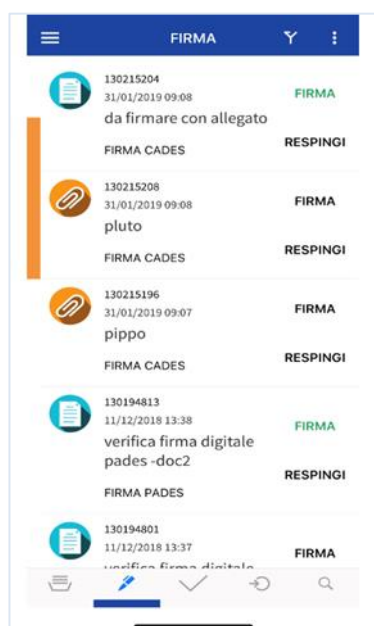 FIRMA
130215204
31/01/2019 09:08
FIRMA
da firmare con allegato
RESPINGI
FIRMA CADES
130215208
31/01/2019 09:08
FIRMA
pluto
RESPINGI
FIRMA CADES
130215196
31/01/2019 09:07
FIRMA
pippo
RESPINGI
FIRMA CADES
130194813
11/12/2018 13:38
FIRMA
verifica firma digitale
pades -doc2
RESPINGI
FIRMA PADES
130194801
11/12/2018 13:37
FIRMA
verifica firma digitale